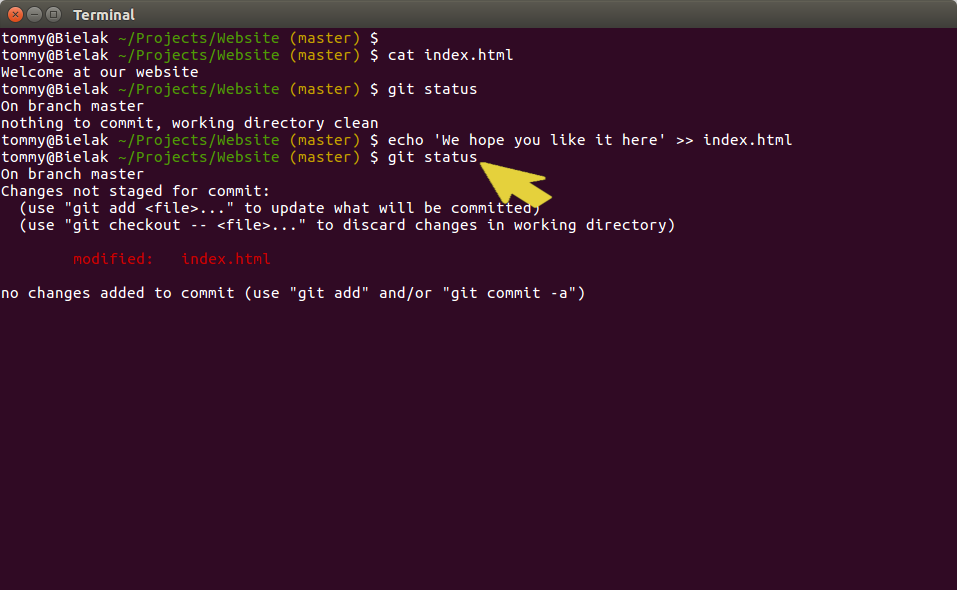 Terminal
tommy@Bielak ~/Projects/Website (master) $
tommy@Bielak ~/Projects/Website (master) $ cat index.html
Welcome at our website
tommy@Bielak ~/Projects/Website (master) $ git status
On branch master
nothing to commit, working directory clean
tommy@Bielak ~/Projects/Website (master) $ echo 'We hope you like it here' >> index.html
tommy@Bielak ~/Projects/Website (master) $ git status
On branch master
Changes not staged for commit:
  (use "git add <file>..." to update what will be committed)
  (use "git checkout -- <file>..." to discard changes in working directory)
        modified:   index.html
no changes added to commit (use "git add" and/or "git commit -a")